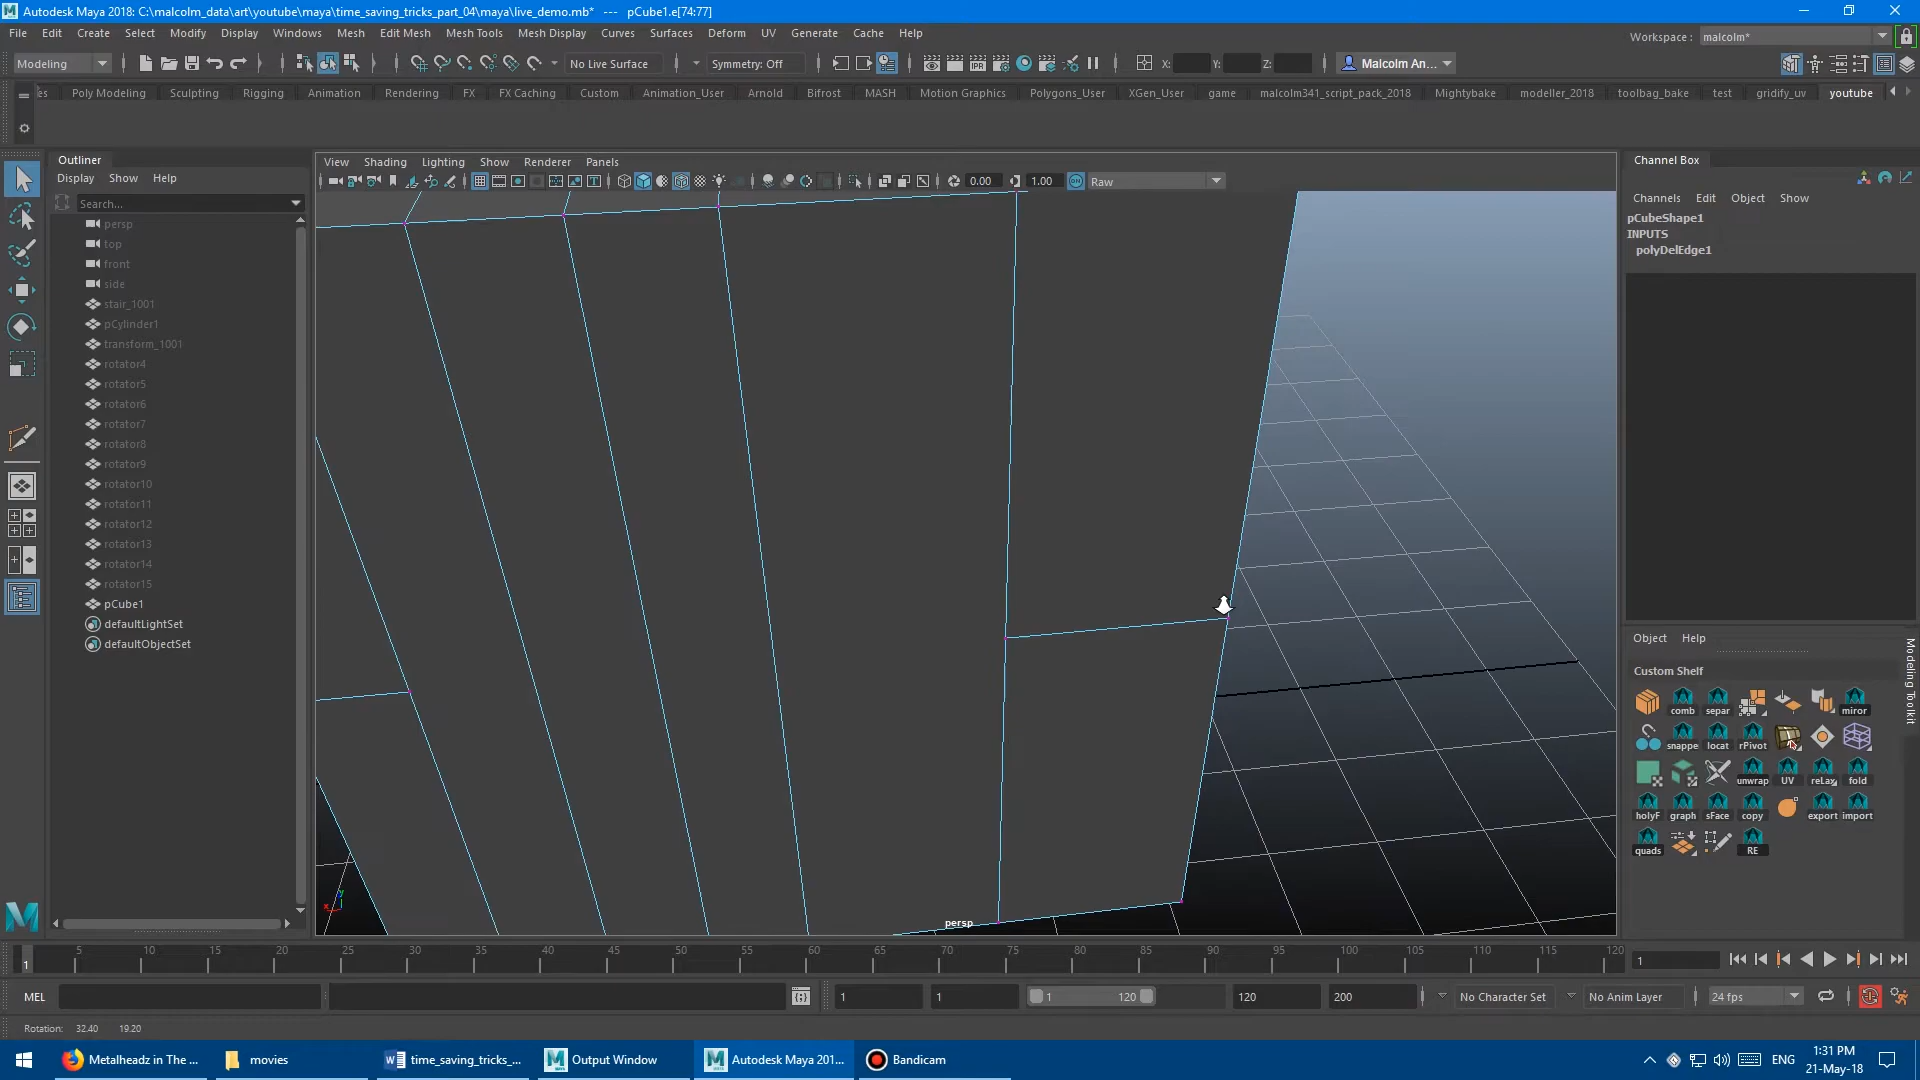 Autodesk Maya 2018: C:\malcolm_data\art\youtube\maya\time_saving_tricks_part_04\maya\live_demo.mb*  ---  pCube1.e[74:77]
File Edit Create Select Modify Display Windows Mesh Edit Mesh Mesh Tools Mesh Display Curves Surfaces Deform UV Generate Cache Help
Workspace : malcolm*
Modeling No Live Surface Symmetry: Off X: Y: Z: Malcolm An...
es Poly Modeling Sculpting Rigging Animation Rendering FX FX Caching Custom Animation_User Arnold Bifrost MASH Motion Graphics Polygons_User XGen_User game malcolm341_script_pack_2018 Mightybake modeller_2018 toolbag_bake test gridify_uv youtube
Outliner
Display Show Help
Search...
persp
top
front
side
stair_1001
pCylinder1
transform_1001
rotator4
rotator5
rotator6
rotator7
rotator8
rotator9
rotator10
rotator11
rotator12
rotator13
rotator14
rotator15
pCube1
defaultLightSet
defaultObjectSet
View Shading Lighting Show Renderer Panels
IPR
0.00 1.00 ON Raw
persp
Channel Box
Channels Edit Object Show
pCubeShape1
INPUTS
polyDelEdge1
Object Help
Modeling Toolkit
Custom Shelf
comb separ miror
snappe locat rPivot
unwrap UV reLax fold
holyF graph sFace copy export import
quads RE
5 10 15 20 25 30 35 40 45 50 55 60 65 70 75 80 85 90 95 100 105 110 115 120
1 1
MEL 1 1 1 120 120 200 No Character Set No Anim Layer 24 fps
Rotation: 32.40 19.20
Metalheadz in The ... movies time_saving_tricks_... Output Window Autodesk Maya 201... Bandicam
ENG 1:31 PM
21-May-18